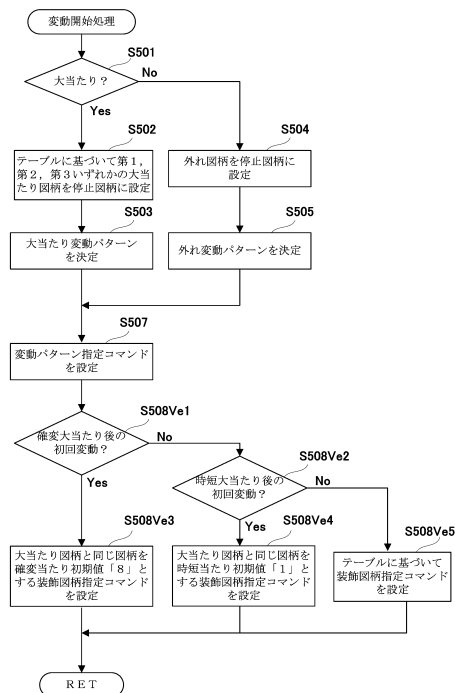 変動開始処理
S501
大当たり？
No
Yes
S502
テーブルに基づいて第１，
第２，第３いずれかの大当
たり図柄を停止図柄に設定
S504
外れ図柄を停止図柄に
設定
S503
大当たり変動パターン
を決定
S505
外れ変動パターンを決定
S507
変動パターン指定コマンド
を設定
S508Ve1
確変大当たり後の
初回変動？
No
Yes
S508Ve2
時短大当たり後の
初回変動？
No
Yes
S508Ve3
大当たり図柄と同じ図柄を
確変当たり初期値「８」と
する装飾図柄指定コマンド
を設定
S508Ve4
大当たり図柄と同じ図柄を
時短当たり初期値「１」と
する装飾図柄指定コマンド
を設定
S508Ve5
テーブルに基づいて
装飾図柄指定コマンド
を設定
ＲＥＴ